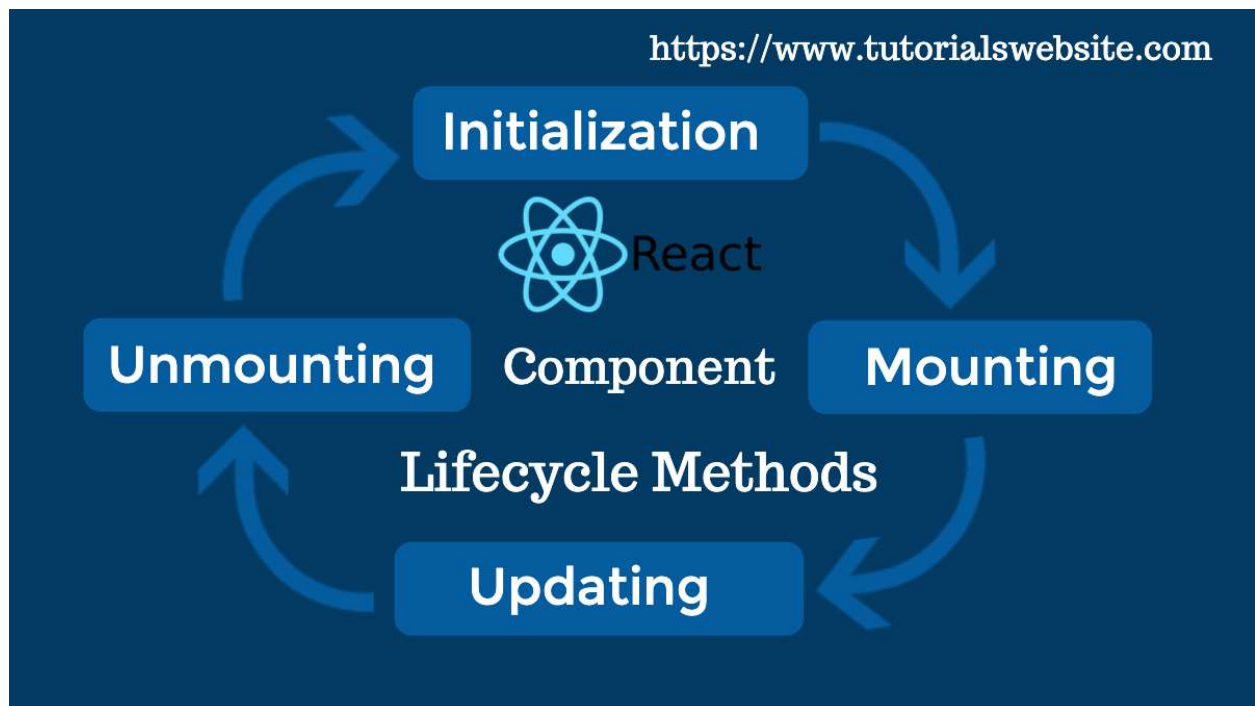 https://www.tutorialswebsite.com
Initialization
React
Unmounting
Component
Mounting
Lifecycle Methods
Updating